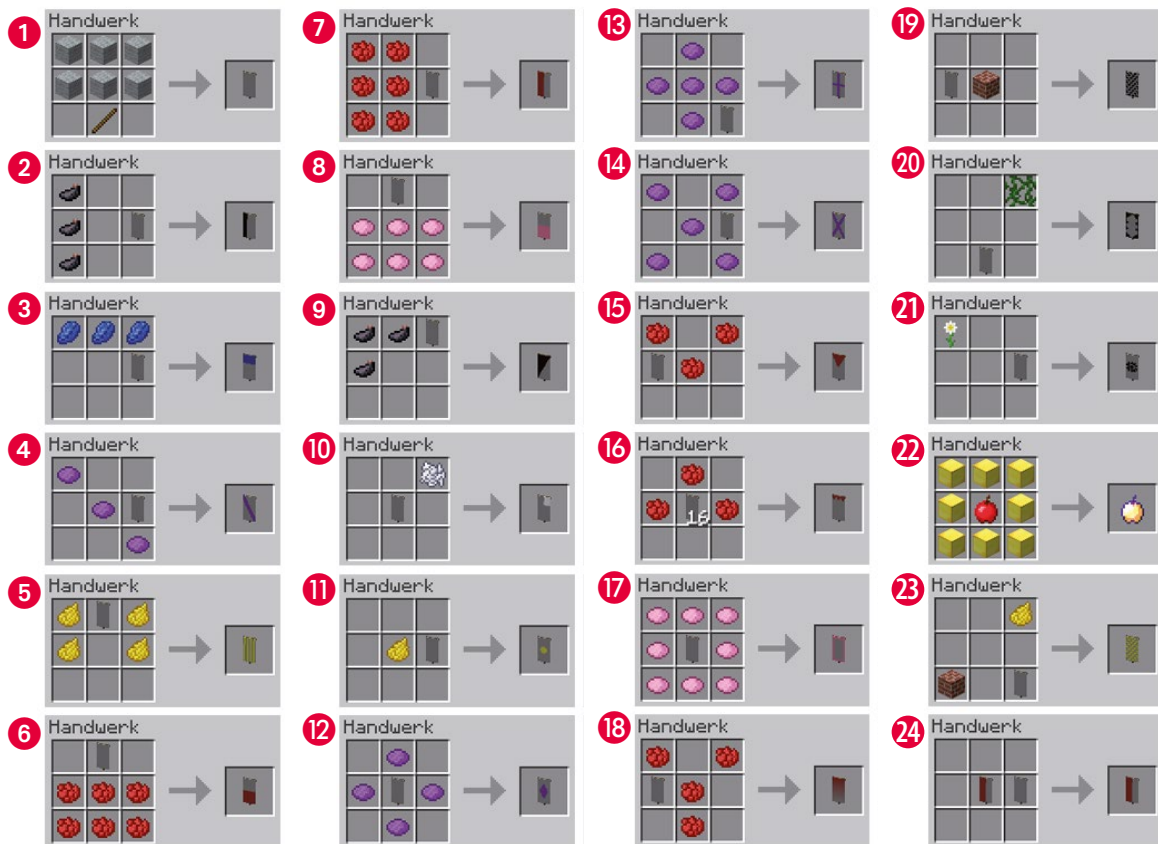 1 Handwerk
2 Handwerk
3 Handwerk
4 Handwerk
5 Handwerk
6 Handwerk
7 Handwerk
8 Handwerk
9 Handwerk
10 Handwerk
11 Handwerk
12 Handwerk
13 Handwerk
14 Handwerk
15 Handwerk
16 Handwerk
16
17 Handwerk
18 Handwerk
19 Handwerk
20 Handwerk
21 Handwerk
22 Handwerk
23 Handwerk
24 Handwerk